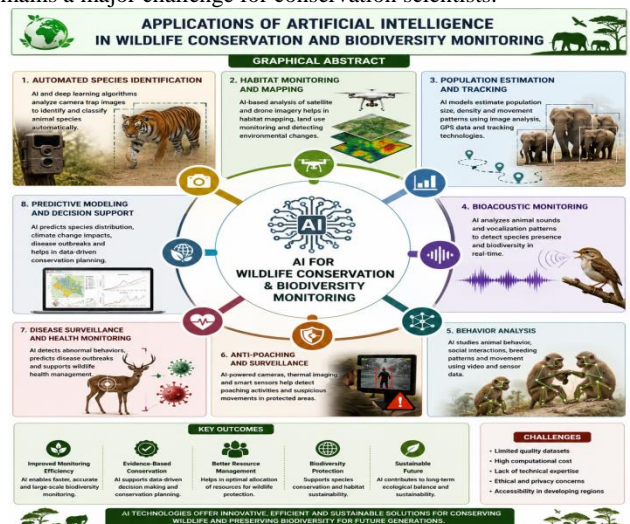 mains a major challenge for conservation scientists.
APPLICATIONS OF ARTIFICIAL INTELLIGENCE
IN WILDLIFE CONSERVATION AND BIODIVERSITY MONITORING
GRAPHICAL ABSTRACT
1. AUTOMATED SPECIES IDENTIFICATION
AI and deep learning algorithms
analyze camera trap images
to identify and classify
animal species
automatically.
2. HABITAT MONITORING
AND MAPPING
AI-based analysis of satellite
and drone imagery helps in
habitat mapping, land use
monitoring and detecting
environmental changes.
3. POPULATION ESTIMATION
AND TRACKING
AI models estimate population
size, density and movement
patterns using image analysis,
GPS data and tracking
technologies.
8. PREDICTIVE MODELING
AND DECISION SUPPORT
AI predicts species distribution,
climate change impacts,
disease outbreaks and
helps in data-driven
conservation planning.
AI
AI FOR
WILDLIFE CONSERVATION
& BIODIVERSITY
MONITORING
4. BIOACOUSTIC MONITORING
AI analyzes animal sounds
and vocalization patterns
to detect species presence
and biodiversity in
real-time.
7. DISEASE SURVEILLANCE
AND HEALTH MONITORING
AI detects abnormal behaviors,
predicts disease outbreaks
and supports wildlife
health management
6. ANTI-POACHING
AND SURVEILLANCE
AI-powered cameras, thermal imaging
and smart sensors help detect
poaching activities and suspicious
movements in protected areas.
5. BEHAVIOR ANALYSIS
AI studies animal behavior,
social interactions, breeding
patterns and movement
using video and sensor
data.
KEY OUTCOMES
Improved Monitoring
Efficiency
AI enables faster, accurate
and large-scale biodiversity
monitoring.
Evidence-Based
Conservation
AI supports data-driven
decision making and
conservation planning.
Better Resource
Management
Helps in optimal allocation
of resources for wildlife
protection.
Biodiversity
Protection
Supports species
conservation and habitat
sustainability.
Sustainable
Future
AI contributes to long-term
ecological balance and
sustainability.
CHALLENGES
• Limited quality datasets
• High computational cost
• Lack of technical expertise
• Ethical and privacy concerns
• Accessibility in developing regions
AI TECHNOLOGIES OFFER INNOVATIVE, EFFICIENT AND SUSTAINABLE SOLUTIONS FOR CONSERVING
WILDLIFE AND PRESERVING BIODIVERSITY FOR FUTURE GENERATIONS.